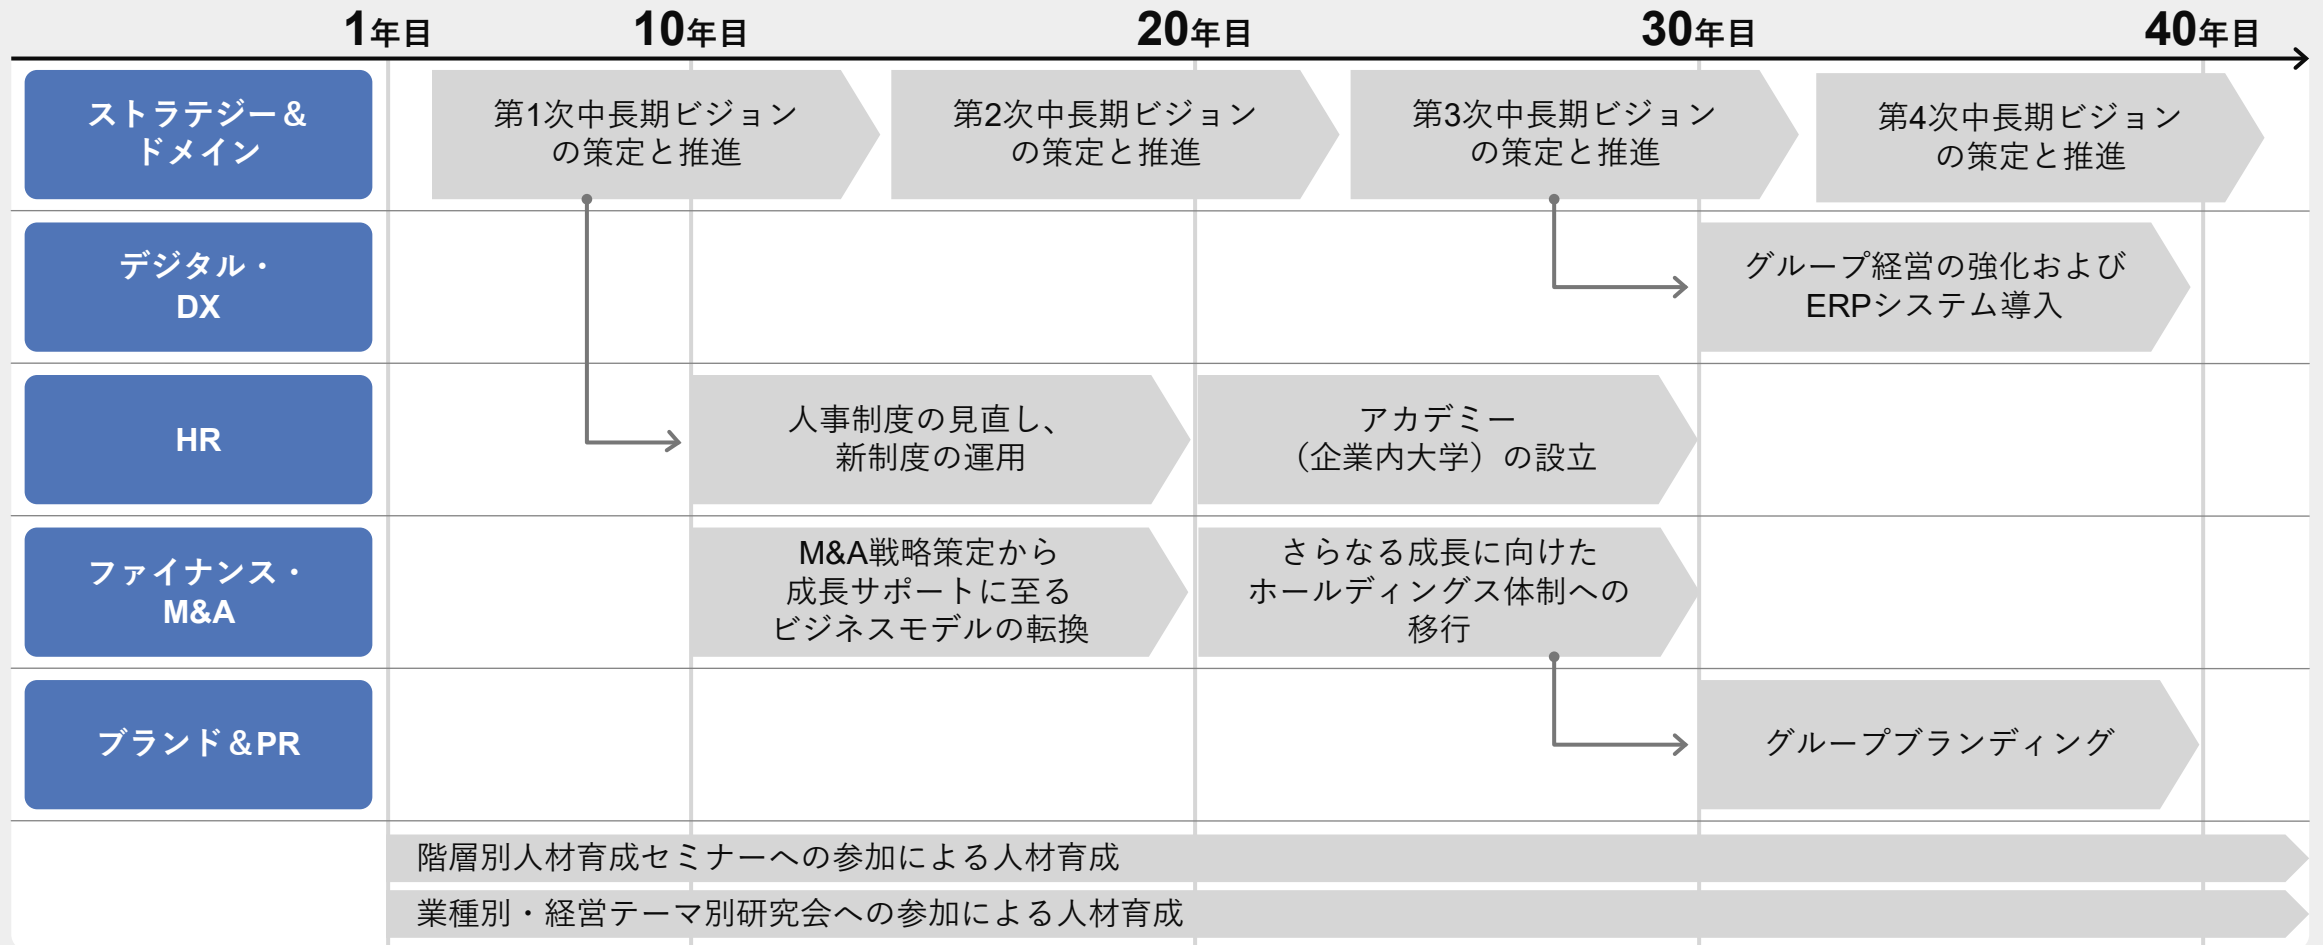 1年目 10年目 20年目 30年目 40年目
ストラテジー＆
ドメイン
第1次中長期ビジョン
の策定と推進
第2次中長期ビジョン
の策定と推進
第3次中長期ビジョン
の策定と推進
第4次中長期ビジョン
の策定と推進
デジタル・
DX
グループ経営の強化および
ERPシステム導入
HR
人事制度の見直し、
新制度の運用
アカデミー
（企業内大学）の設立
ファイナンス・
M&A
M&A戦略策定から
成長サポートに至る
ビジネスモデルの転換
さらなる成長に向けた
ホールディングス体制への
移行
ブランド＆PR
グループブランディング
階層別人材育成セミナーへの参加による人材育成
業種別・経営テーマ別研究会への参加による人材育成